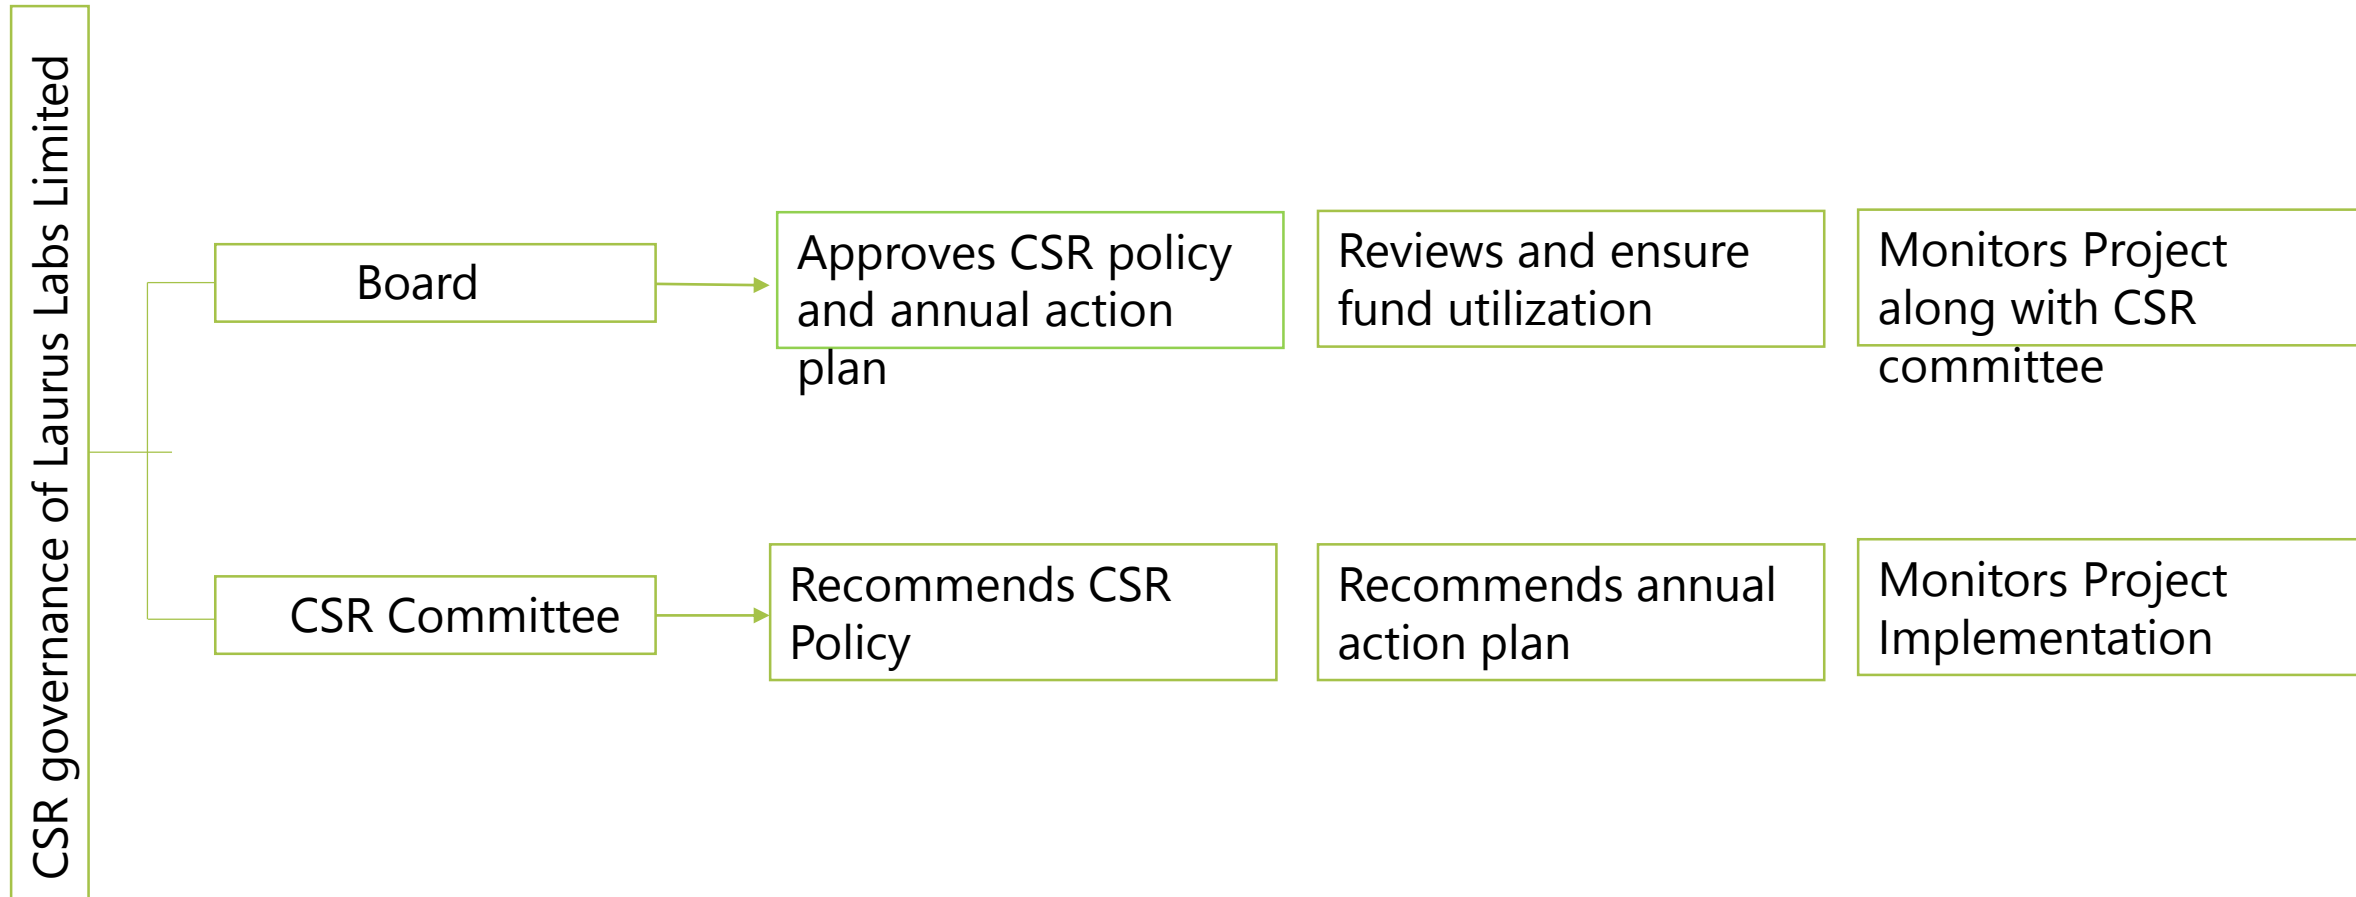 CSR governance of Laurus Labs Limited
Board
Approves CSR policy
and annual action
plan
Reviews and ensure
fund utilization
Monitors Project
along with CSR
committee
CSR Committee
Recommends CSR
Policy
Recommends annual
action plan
Monitors Project
Implementation